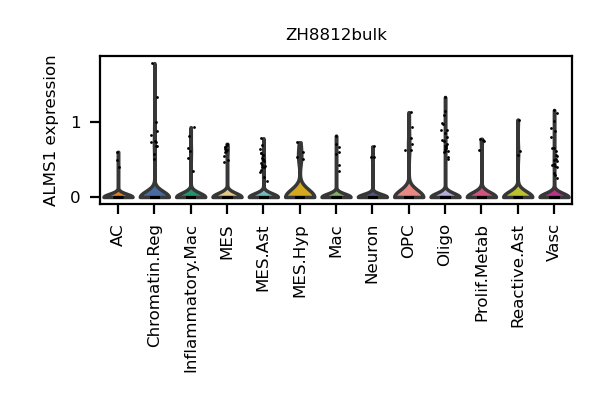 ZH8812bulk
ALMS1 expression
1
0
AC
Chromatin.Reg
Inflammatory.Mac
MES
MES.Ast
MES.Hyp
Mac
Neuron
OPC
Oligo
Prolif.Metab
Reactive.Ast
Vasc